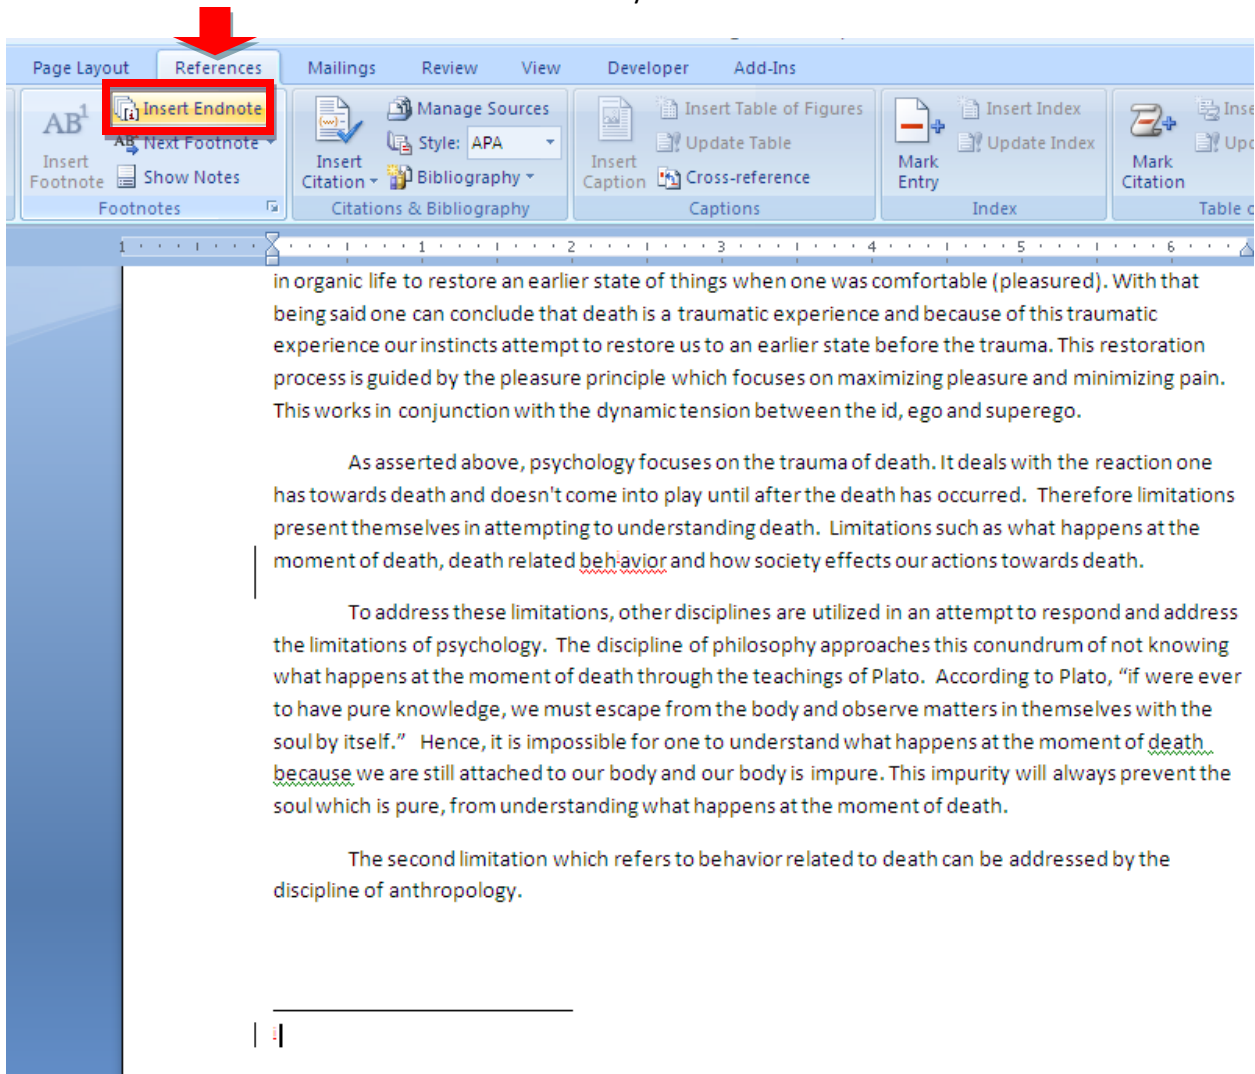 Page Layout References Mailings Review View Developer Add-Ins
AB1 Insert Endnote Manage Sources Insert Table of Figures Insert Index
AB1 Next Footnote Style: APA Update Table Update Index
Insert Footnote Show Notes Insert Citation Bibliography Insert Caption Cross-reference Mark Entry Mark Citation
Footnotes Citations & Bibliography Captions Index Table
1 1 2 3 4 5 6
in organic life to restore an earlier state of things when one was comfortable (pleasured). With that
being said one can conclude that death is a traumatic experience and because of this traumatic
experience our instincts attempt to restore us to an earlier state before the trauma. This restoration
process is guided by the pleasure principle which focuses on maximizing pleasure and minimizing pain.
This works in conjunction with the dynamic tension between the id, ego and superego.
As asserted above, psychology focuses on the trauma of death. It deals with the reaction one
has towards death and doesn't come into play until after the death has occurred. Therefore limitations
present themselves in attempting to understanding death. Limitations such as what happens at the
moment of death, death related behiavior and how society effects our actions towards death.
To address these limitations, other disciplines are utilized in an attempt to respond and address
the limitations of psychology. The discipline of philosophy approaches this conundrum of not knowing
what happens at the moment of death through the teachings of Plato. According to Plato, “if were ever
to have pure knowledge, we must escape from the body and observe matters in themselves with the
soul by itself.” Hence, it is impossible for one to understand what happens at the moment of death
because we are still attached to our body and our body is impure. This impurity will always prevent the
soul which is pure, from understanding what happens at the moment of death.
The second limitation which refers to behavior related to death can be addressed by the
discipline of anthropology.
i